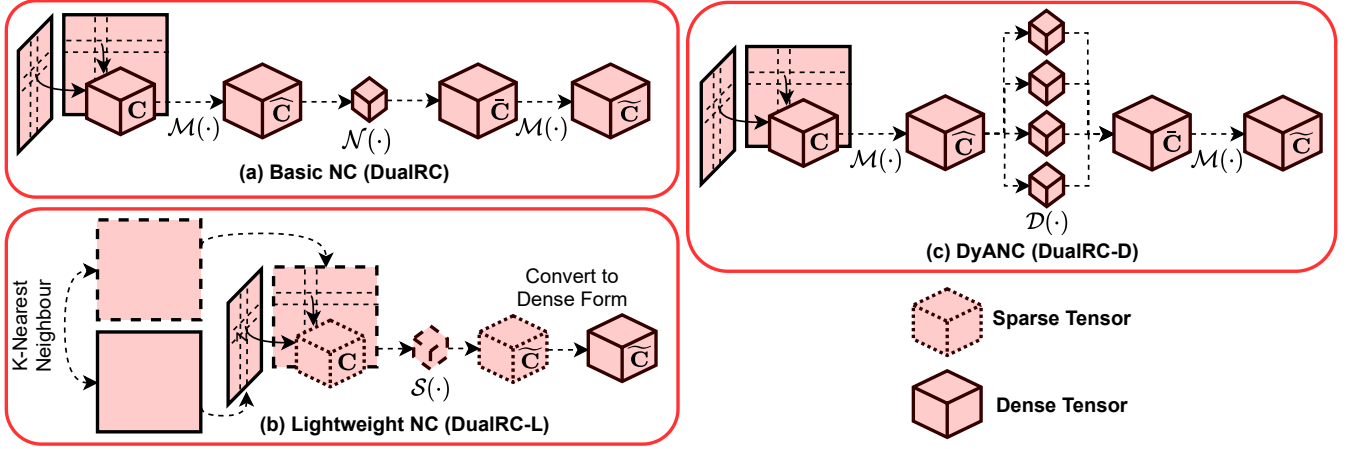 C
Ĉ
C̄
C̃
M(·)
N(·)
M(·)
(a) Basic NC (DualRC)
K-Nearest
Neighbour
C
C̃
C̃
S(·)
Convert to
Dense Form
(b) Lightweight NC (DualRC-L)
C
Ĉ
C̄
C̃
M(·)
D(·)
M(·)
(c) DyANC (DualRC-D)
Sparse Tensor
Dense Tensor